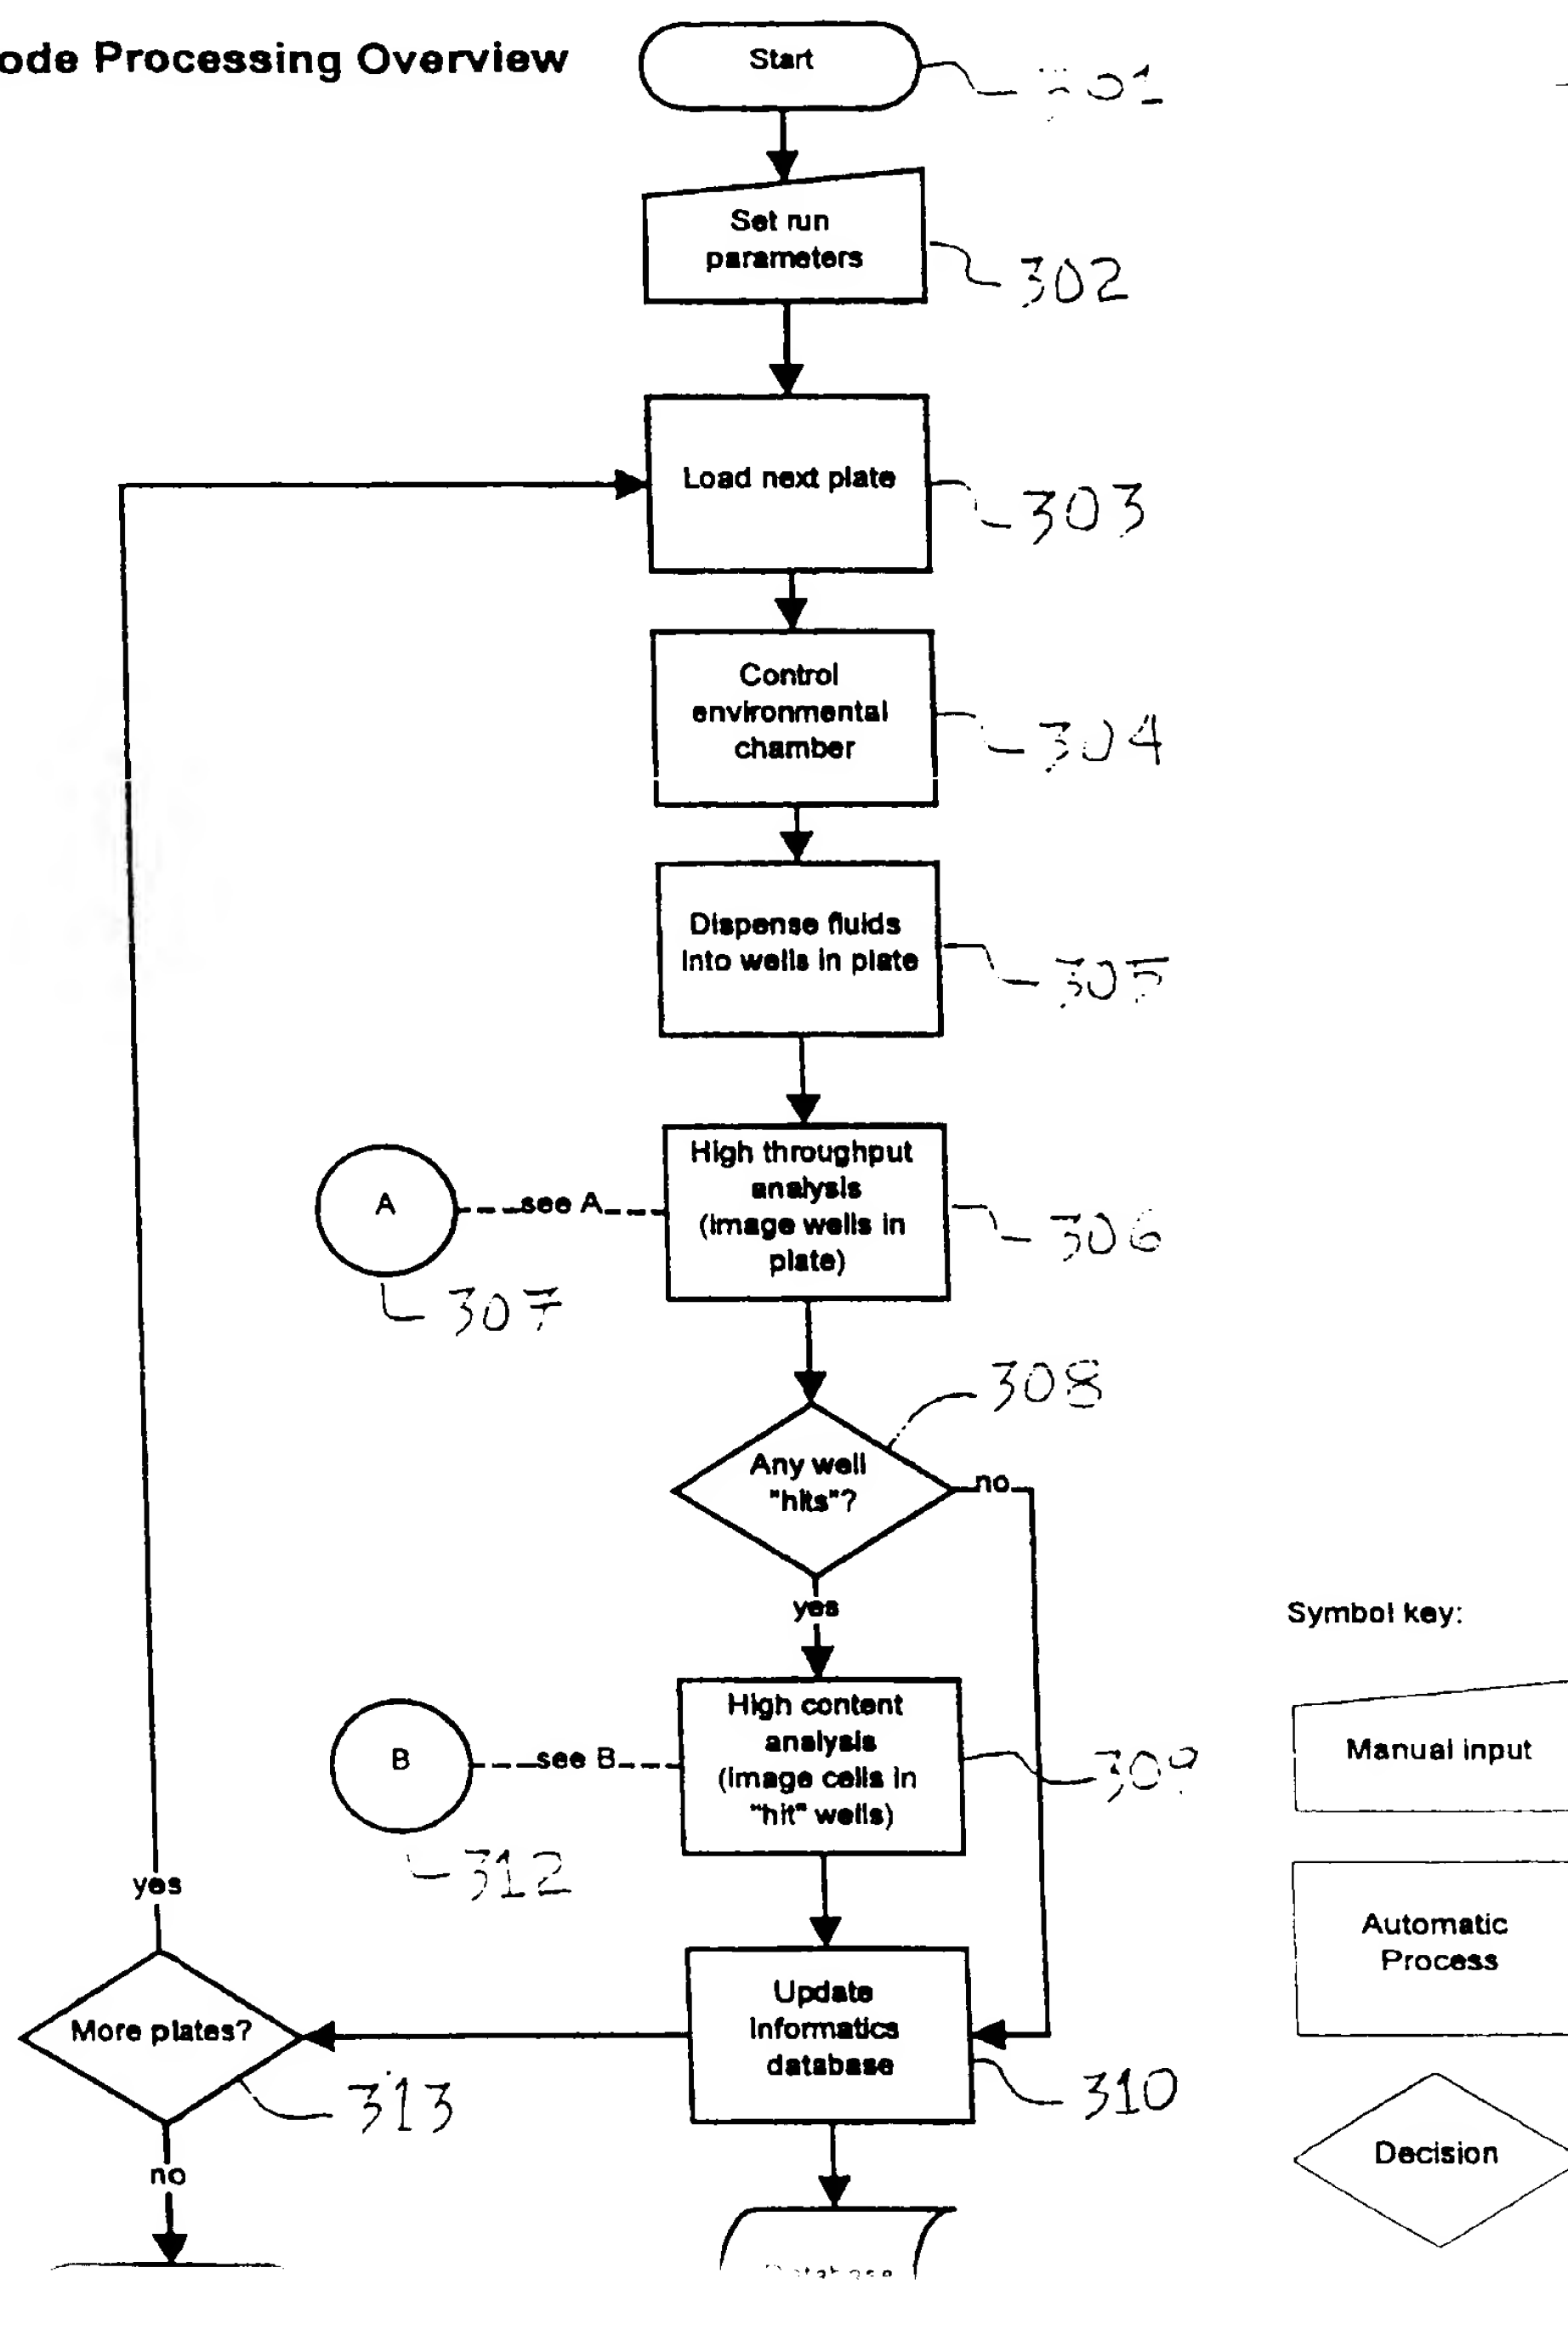 Processing Overview
Start
Set run
parameters
302
Load next plate
303
Control
environmental
chamber
304
Dispense fluids
into wells in plate
305
High throughput
analysis
(image wells in
plate)
306
A
see A
307
308
Any well
"hits"?
no
yes
High content
analysis
(image cells in
"hit" wells)
309
B
see B
312
Update
informatics
database
310
yes
More plates?
313
no
Database
Symbol key:
Manual input
Automatic
Process
Decision